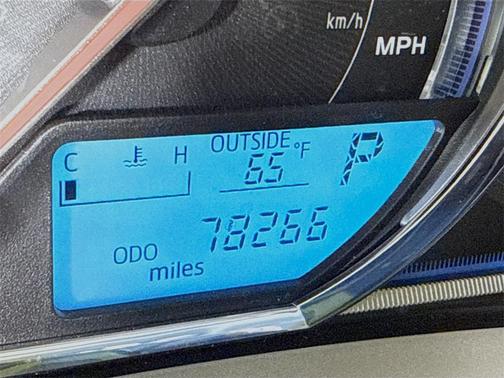 km/h
MPH
OUTSIDE
C H 65 °F P
78266
ODO
miles